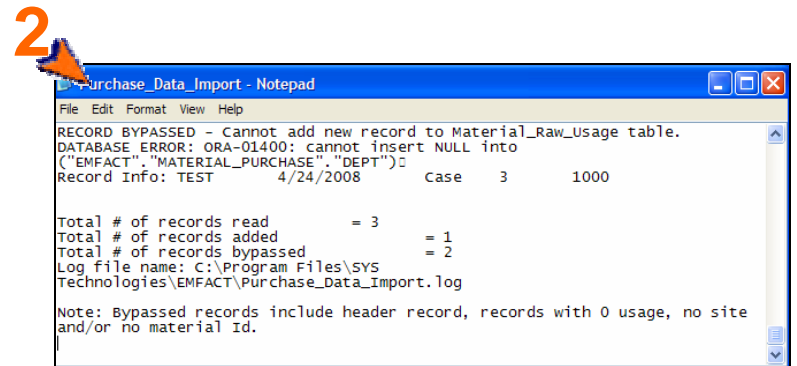 2
Purchase_Data_Import - Notepad
File Edit Format View Help
RECORD BYPASSED - Cannot add new record to Material_Raw_Usage table.
DATABASE ERROR: ORA-01400: cannot insert NULL into
("EMFACT"."MATERIAL_PURCHASE"."DEPT")▯
Record Info: TEST 4/24/2008 Case 3 1000
Total # of records read = 3
Total # of records added = 1
Total # of records bypassed = 2
Log file name: C:\Program Files\SYS
Technologies\EMFACT\Purchase_Data_Import.log
Note: Bypassed records include header record, records with 0 usage, no site
and/or no material Id.